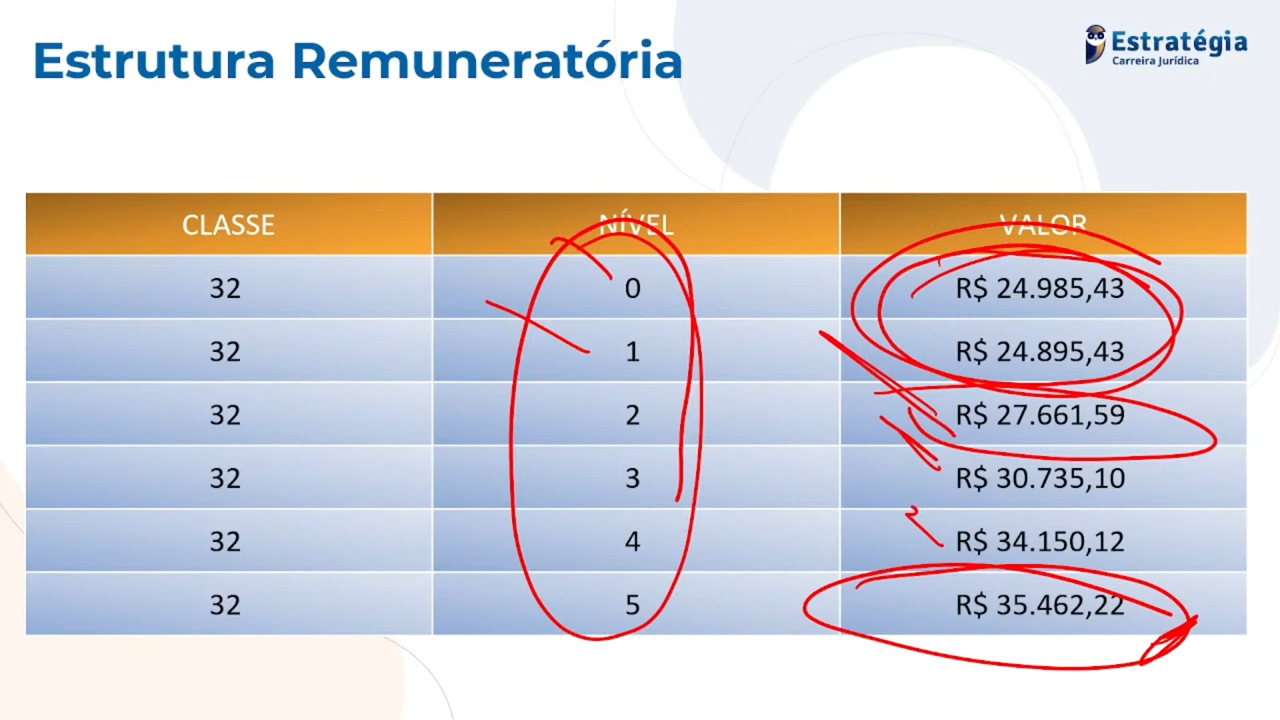 Estrutura Remuneratória
Estratégia
Carreira Jurídica
CLASSE NÍVEL VALOR
32 0 R$ 24.985,43
32 1 R$ 24.895,43
32 2 R$ 27.661,59
32 3 R$ 30.735,10
32 4 R$ 34.150,12
32 5 R$ 35.462,22